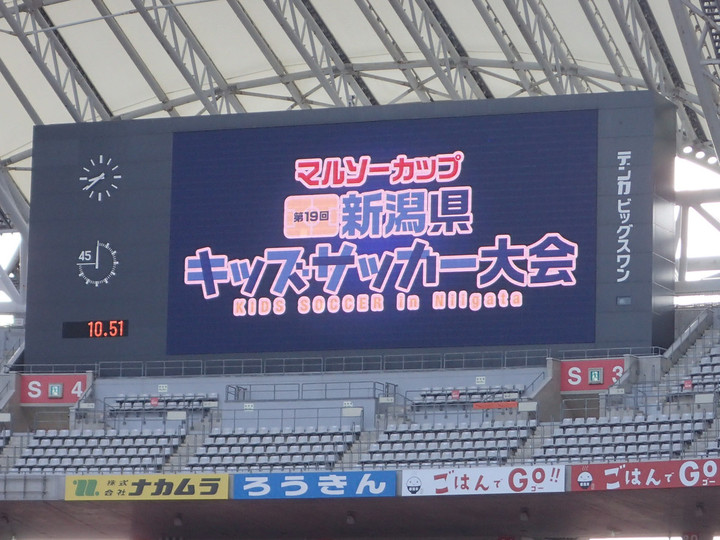 マルソーカップ
第19回 新潟県
キッズサッカー大会
KIDS SOCCER in Niigata
デンカビッグスワン
45
10.51
S 4
S 3
株式会社ナカムラ
ろうきん
ごはんでGO!!
ごはんでGO
ゴー